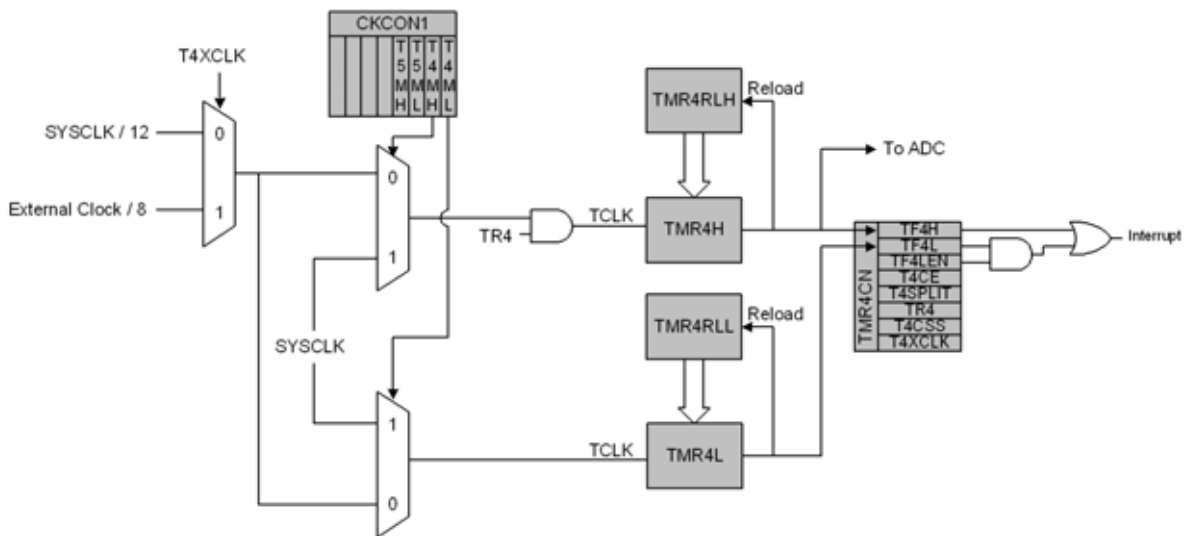 CKCON1
T5MH
T5ML
T4MH
T4ML
T4XCLK
0
SYSCLK / 12
External Clock / 8
1
0
1
TR4
TCLK
TMR4RLH
Reload
TMR4H
To ADC
TMR4CN
TF4H
TF4L
TF4LEN
T4CE
T4SPLIT
TR4
T4CSS
T4XCLK
Interrupt
SYSCLK
1
0
TCLK
TMR4RLL
Reload
TMR4L